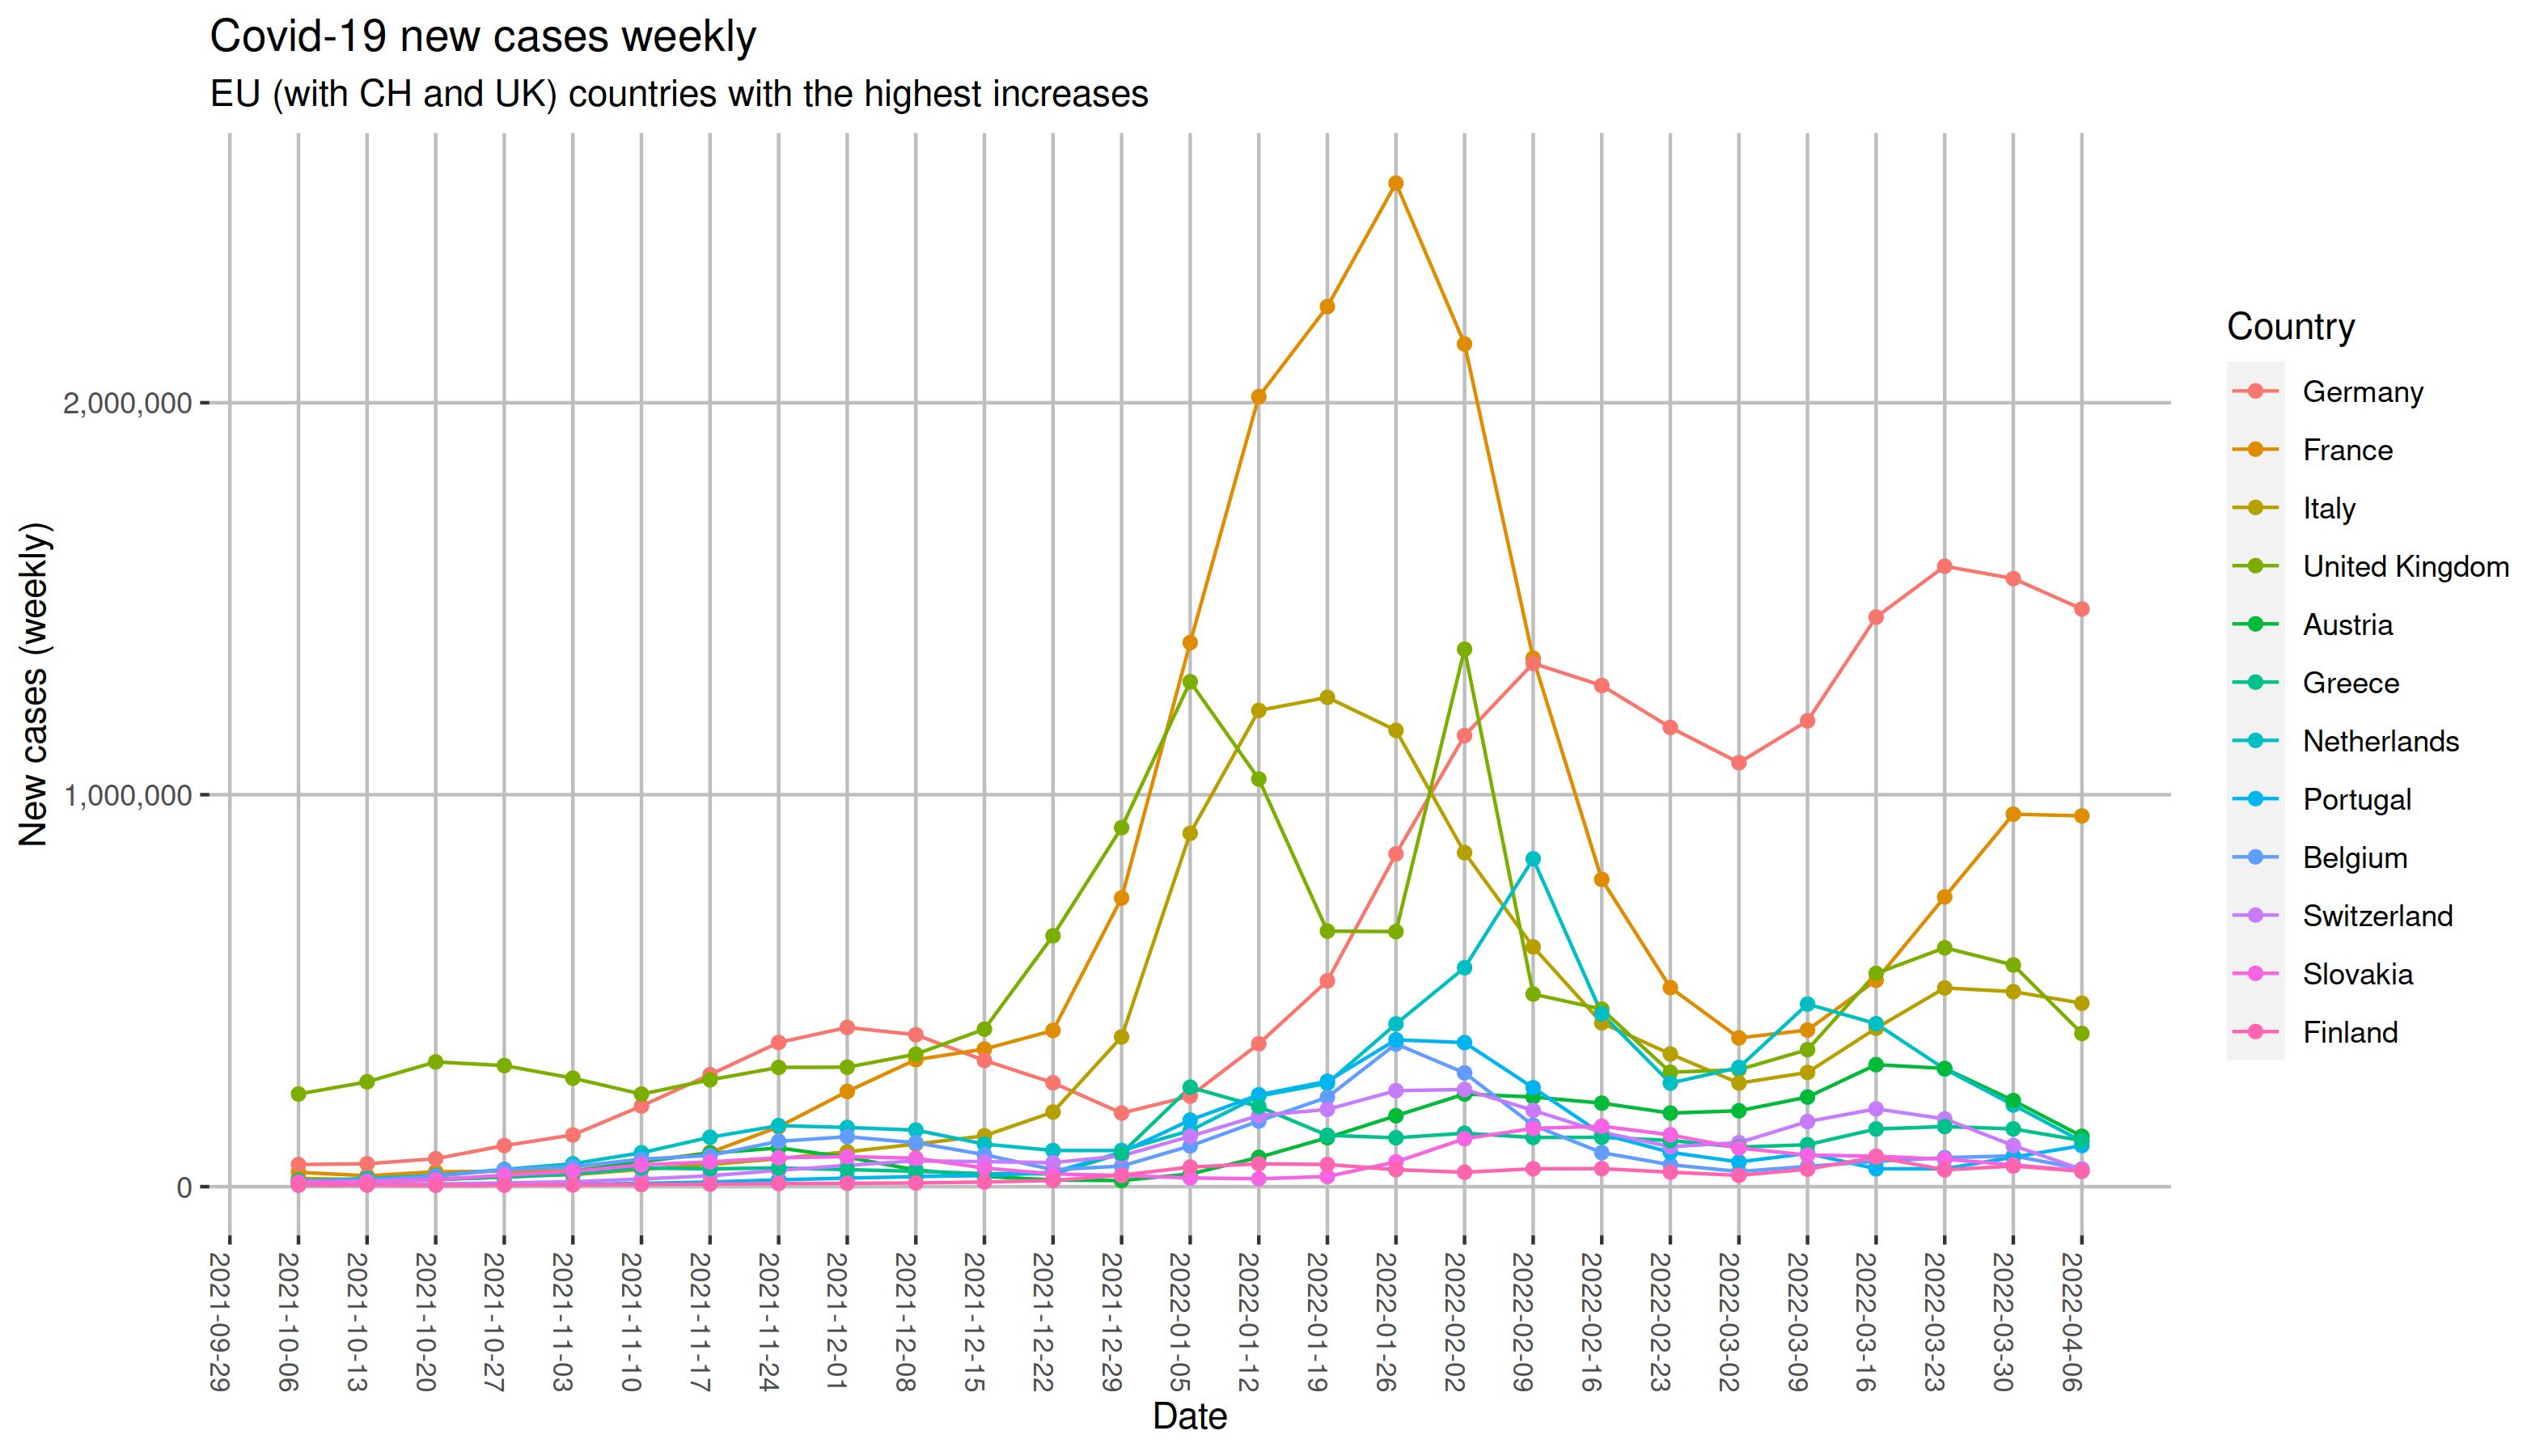 Covid-19 new cases weekly
EU (with CH and UK) countries with the highest increases
New cases (weekly)
2,000,000
1,000,000
0
2021-09-29
2021-10-06
2021-10-13
2021-10-20
2021-10-27
2021-11-03
2021-11-10
2021-11-17
2021-11-24
2021-12-01
2021-12-08
2021-12-15
2021-12-22
2021-12-29
2022-01-05
2022-01-12
2022-01-19
2022-01-26
2022-02-02
2022-02-09
2022-02-16
2022-02-23
2022-03-02
2022-03-09
2022-03-16
2022-03-23
2022-03-30
2022-04-06
Date
Country
Germany
France
Italy
United Kingdom
Austria
Greece
Netherlands
Portugal
Belgium
Switzerland
Slovakia
Finland